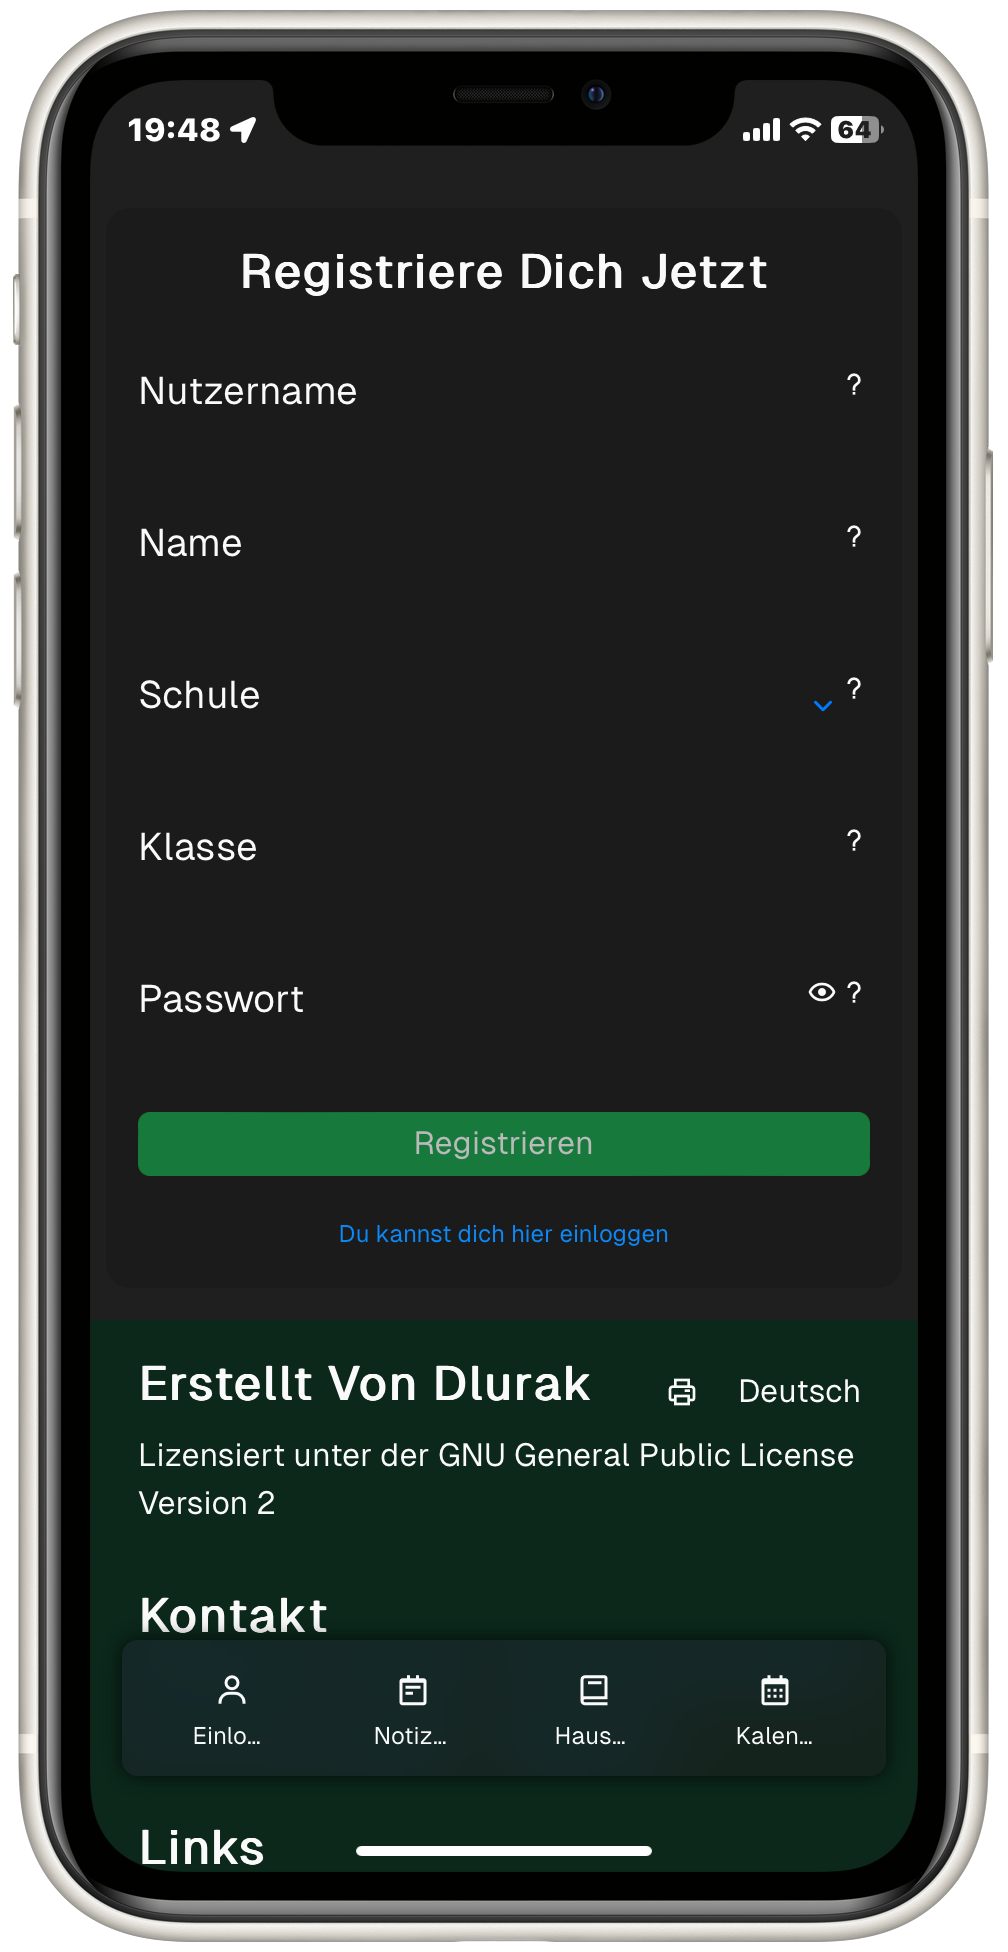 19:48
64
Registriere Dich Jetzt
Nutzername ?
Name ?
Schule ?
Klasse ?
Passwort ?
Registrieren
Du kannst dich hier einloggen
Erstellt Von Dlurak
Deutsch
Lizensiert unter der GNU General Public License
Version 2
Kontakt
Einlo... Notiz... Haus... Kalen...
Links